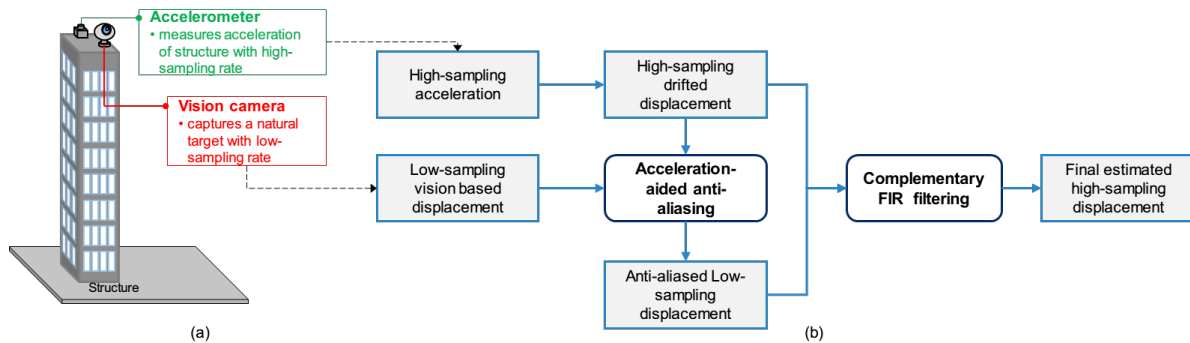 Accelerometer
• measures acceleration
of structure with high-
sampling rate
Vision camera
• captures a natural
target with low-
sampling rate
Structure
(a)
High-sampling
acceleration
High-sampling
drifted
displacement
Low-sampling
vision based
displacement
Acceleration-
aided anti-
aliasing
Anti-aliased Low-
sampling
displacement
Complementary
FIR filtering
Final estimated
high-sampling
displacement
(b)